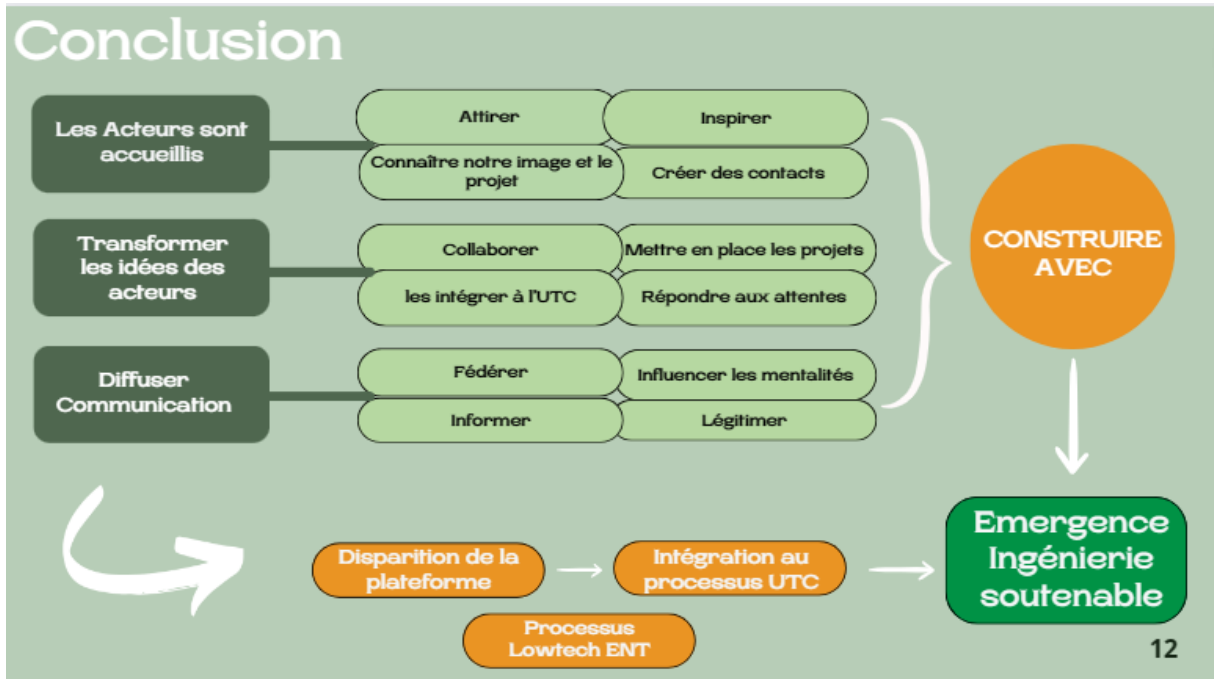 Conclusion
Les Acteurs sont
accueillis
Attirer
Inspirer
Connaître notre image et le
projet
Créer des contacts
Transformer
les idées des
acteurs
Collaborer
Mettre en place les projets
les intégrer à l'UTC
Répondre aux attentes
Diffuser
Communication
Fédérer
Influencer les mentalités
Informer
Légitimer
CONSTRUIRE
AVEC
Disparition de la
plateforme
Intégration au
processus UTC
Processus
Lowtech ENT
Emergence
Ingénierie
soutenable
12